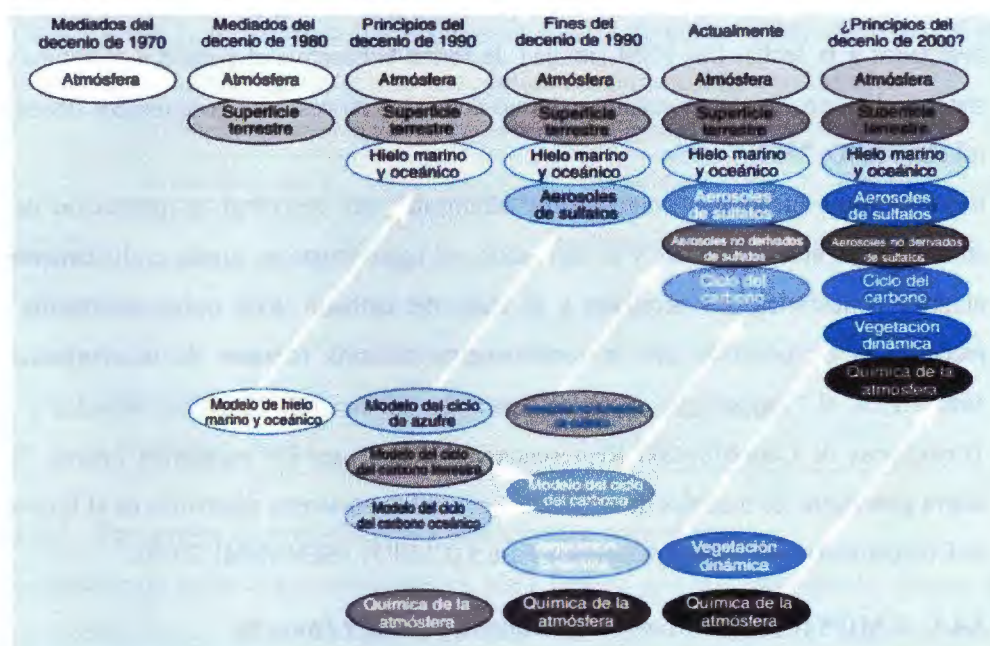 Mediados del
decenio de 1970
Mediados del
decenio de 1980
Principios del
decenio de 1990
Fines del
decenio de 1990
Actualmente
¿Principios del
decenio de 2000?
Atmósfera
Atmósfera
Atmósfera
Atmósfera
Atmósfera
Atmósfera
Superficie
terrestre
Superficie
terrestre
Superficie
terrestre
Superficie
terrestre
Superficie
terrestre
Hielo marino
y oceánico
Hielo marino
y oceánico
Hielo marino
y oceánico
Hielo marino
y oceánico
Aerosoles
de sulfatos
Aerosoles
de sulfatos
Aerosoles
de sulfatos
Aerosoles no derivados
de sulfatos
Aerosoles no derivados
de sulfatos
Ciclo del
carbono
Ciclo del
carbono
Vegetación
dinámica
Química de la
atmósfera
Modelo de hielo
marino y oceánico
Modelo del ciclo
de azufre
Modelo del ciclo
del carbono terrestre
Modelo del ciclo
del carbono oceánico
Modelo del ciclo
del carbono
Vegetación
dinámica
Química de la
atmósfera
Química de la
atmósfera
Química de la
atmósfera